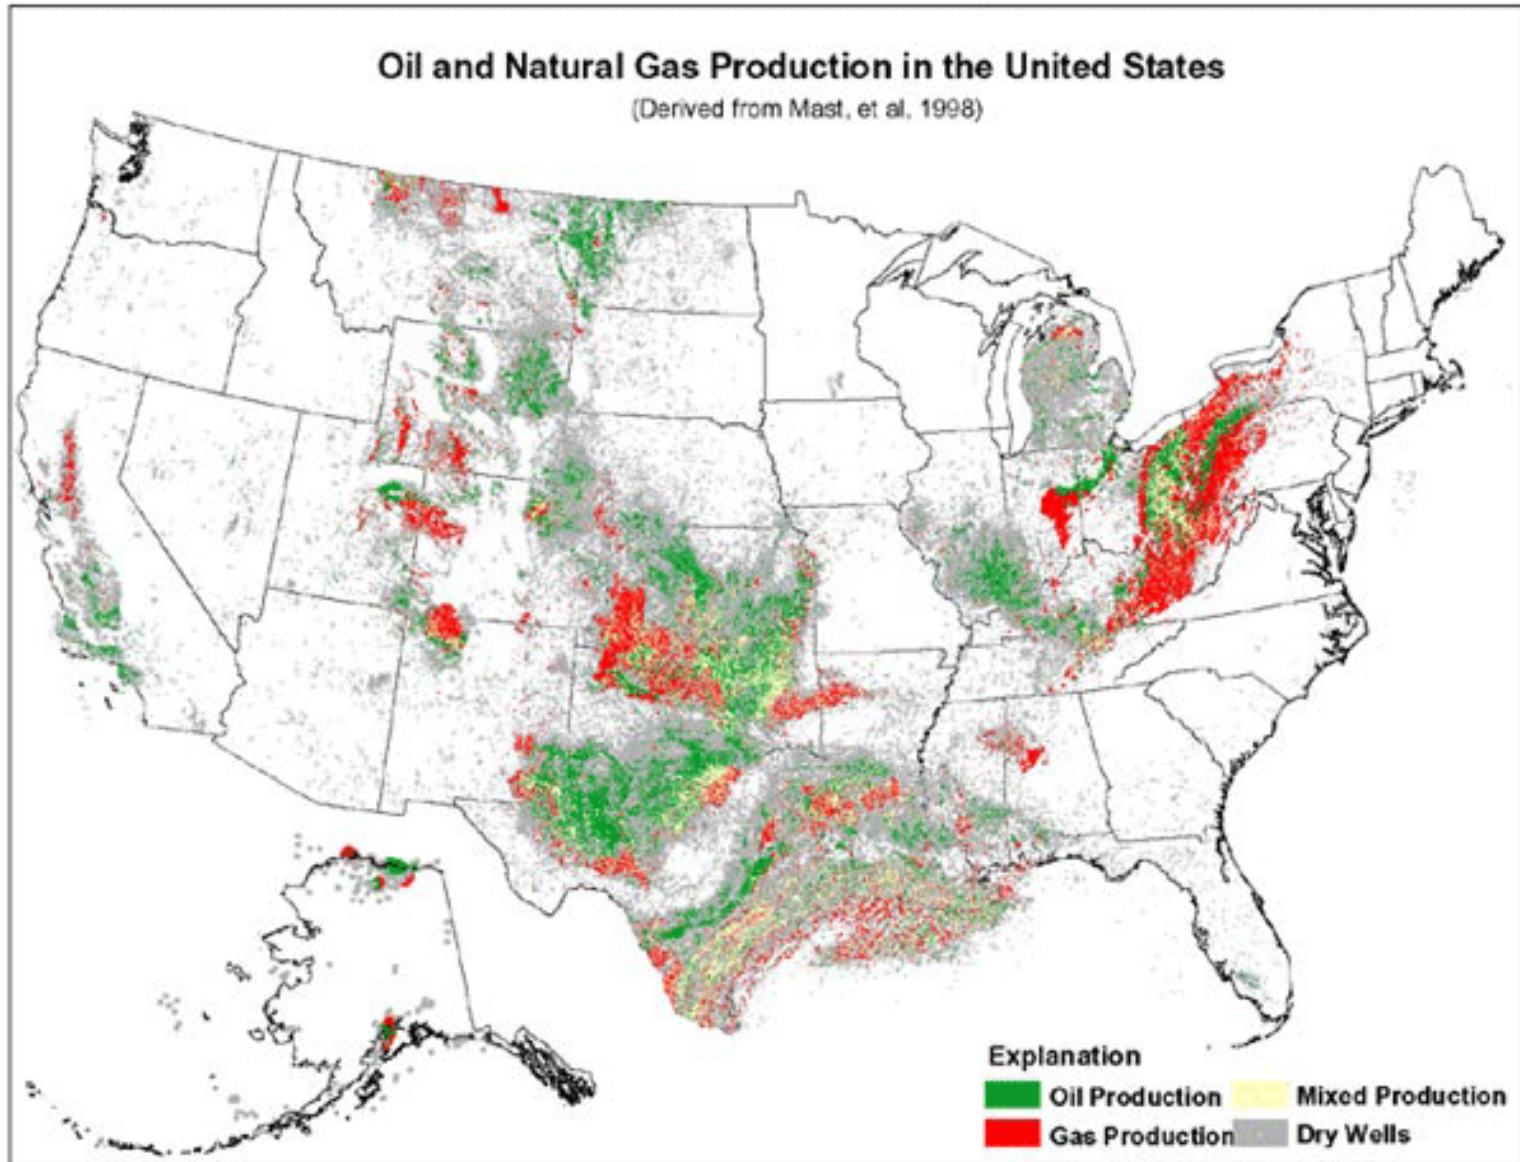 Oil and Natural Gas Production in the United States
(Derived from Mast, et al, 1998)
Explanation
Oil Production
Mixed Production
Gas Production
Dry Wells